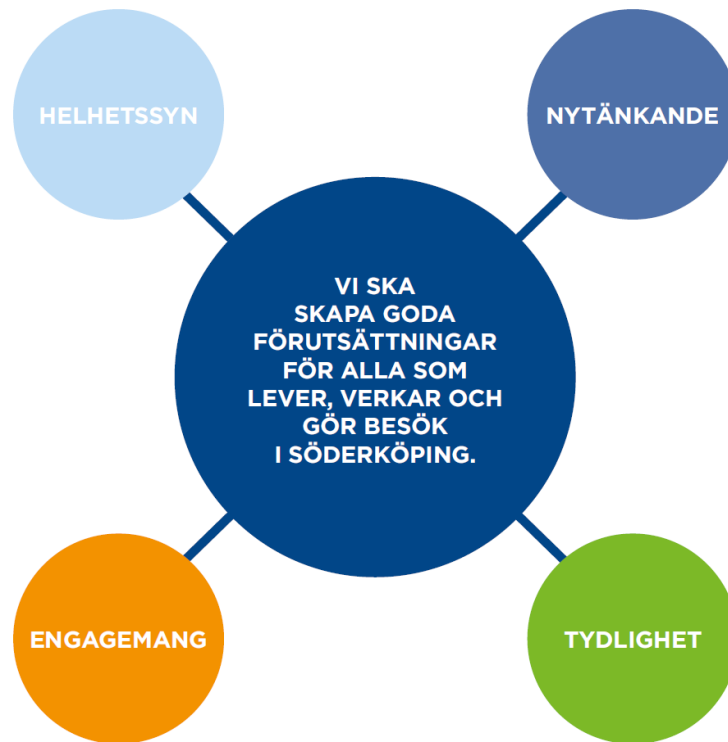 HELHETSSYN
NYTÄNKANDE
VI SKA
SKAPA GODA
FÖRUTSÄTTNINGAR
FÖR ALLA SOM
LEVER, VERKAR OCH
GÖR BESÖK
I SÖDERKÖPING.
ENGAGEMANG
TYDLIGHET